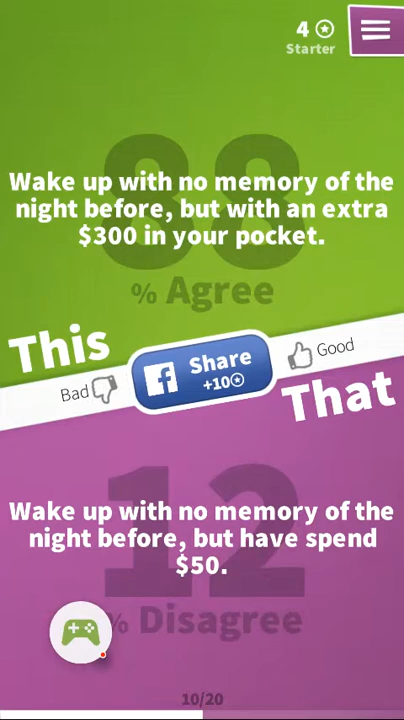 4
Starter
88
Wake up with no memory of the
night before, but with an extra
$300 in your pocket.
% Agree
This
Bad
Share
+10
Good
That
12
Wake up with no memory of the
night before, but have spend
$50.
% Disagree
10/20